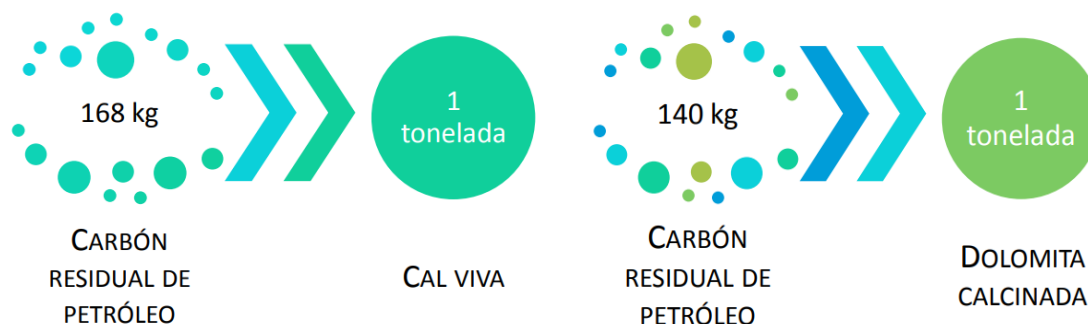 168 kg
1
tonelada
CARBÓN
RESIDUAL DE
PETRÓLEO
CAL VIVA
140 kg
1
tonelada
CARBÓN
RESIDUAL DE
PETRÓLEO
DOLOMITA
CALCINADA